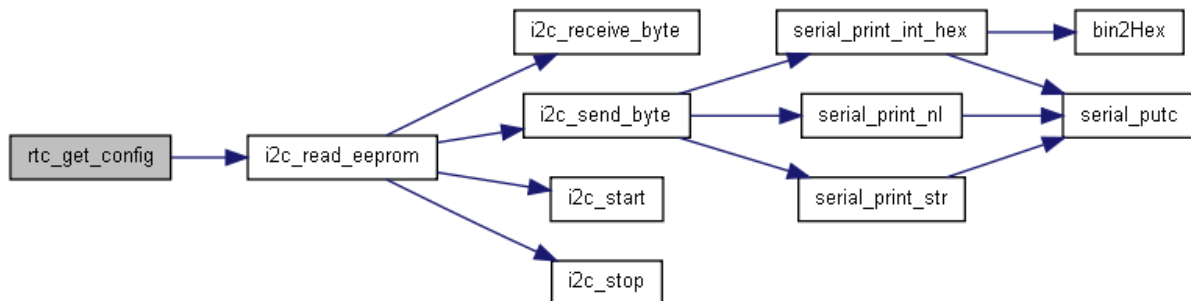 rtc_get_config
i2c_read_eeprom
i2c_receive_byte
i2c_send_byte
i2c_start
i2c_stop
serial_print_int_hex
serial_print_nl
serial_print_str
bin2Hex
serial_putc